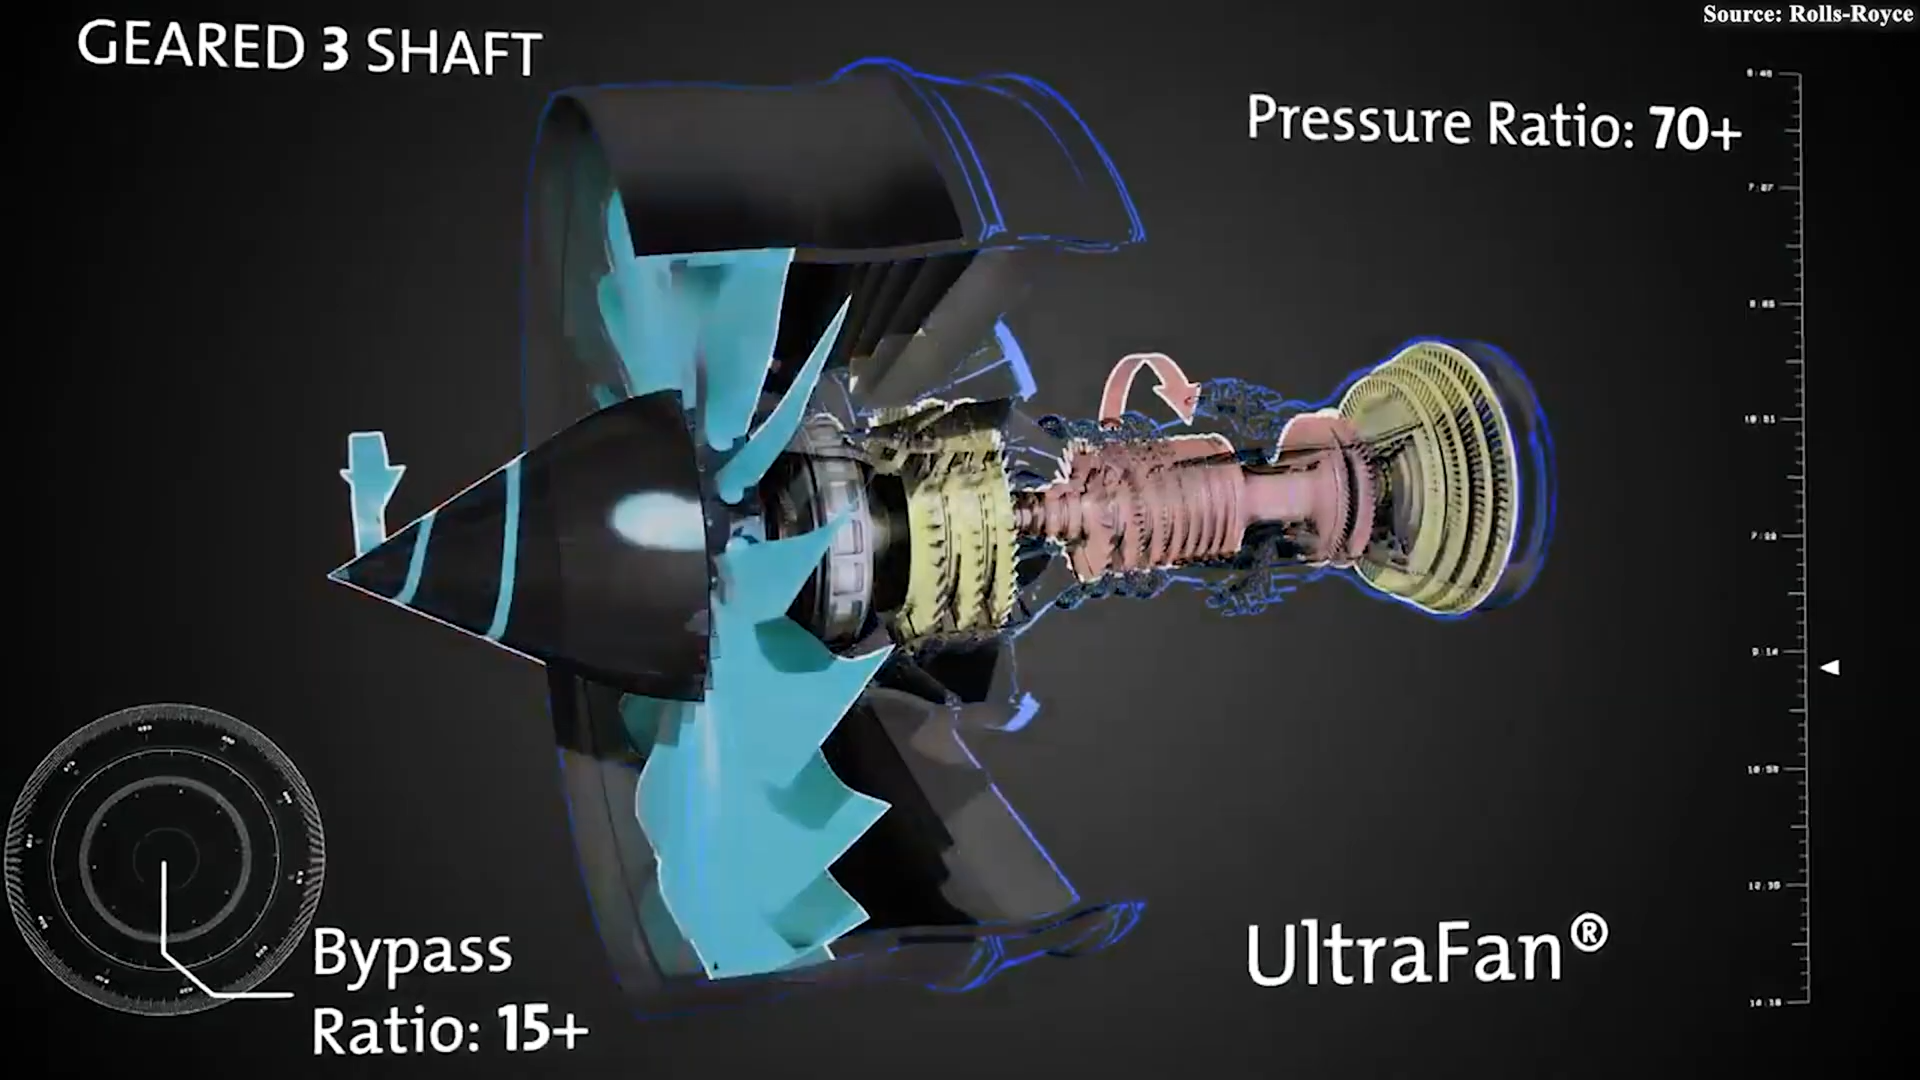 Source: Rolls-Royce
GEARED 3 SHAFT
Pressure Ratio: 70+
Bypass
Ratio: 15+
UltraFan®